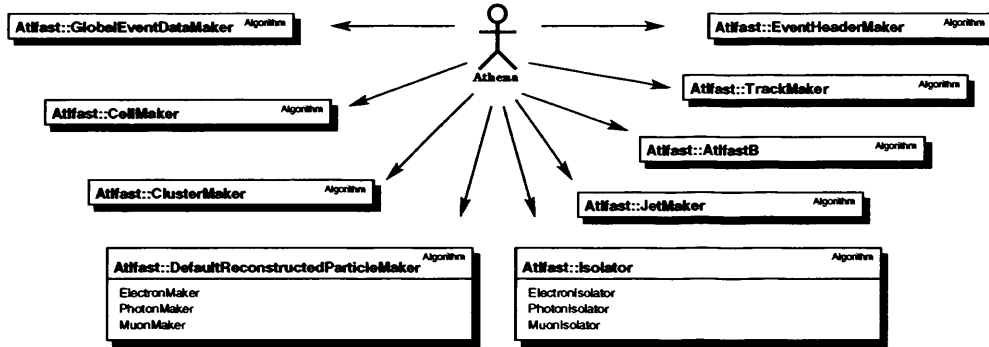 Atlfast::GlobalEventDataMaker Algorithm
Atlfast::EventHeaderMaker Algorithm
Athena
Atlfast::CellMaker Algorithm
Atlfast::TrackMaker Algorithm
Atlfast::AtlfastB Algorithm
Atlfast::ClusterMaker Algorithm
Atlfast::JetMaker Algorithm
Atlfast::DefaultReconstructedParticleMaker Algorithm
ElectronMaker
PhotonMaker
MuonMaker
Atlfast::Isolator Algorithm
ElectronIsolator
PhotonIsolator
MuonIsolator